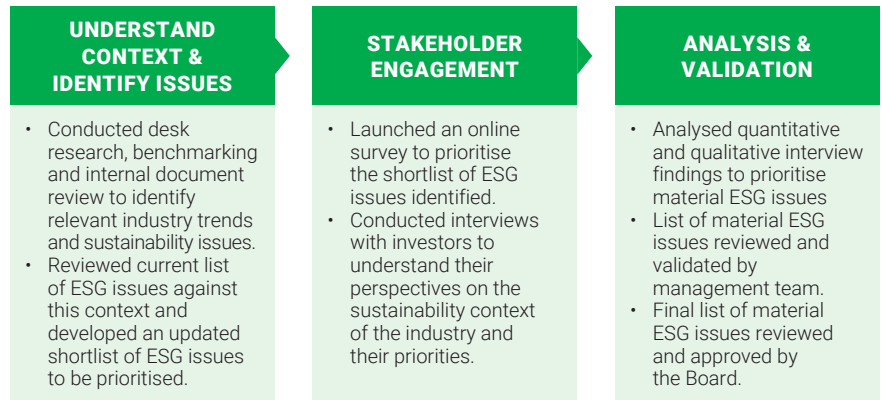 UNDERSTAND
CONTEXT &
IDENTIFY ISSUES
• Conducted desk
research, benchmarking
and internal document
review to identify
relevant industry trends
and sustainability issues.
• Reviewed current list
of ESG issues against
this context and
developed an updated
shortlist of ESG issues
to be prioritised.
STAKEHOLDER
ENGAGEMENT
• Launched an online
survey to prioritise
the shortlist of ESG
issues identified.
• Conducted interviews
with investors to
understand their
perspectives on the
sustainability context
of the industry and
their priorities.
ANALYSIS &
VALIDATION
• Analysed quantitative
and qualitative interview
findings to prioritise
material ESG issues
• List of material ESG
issues reviewed and
validated by
management team.
• Final list of material
ESG issues reviewed
and approved by
the Board.